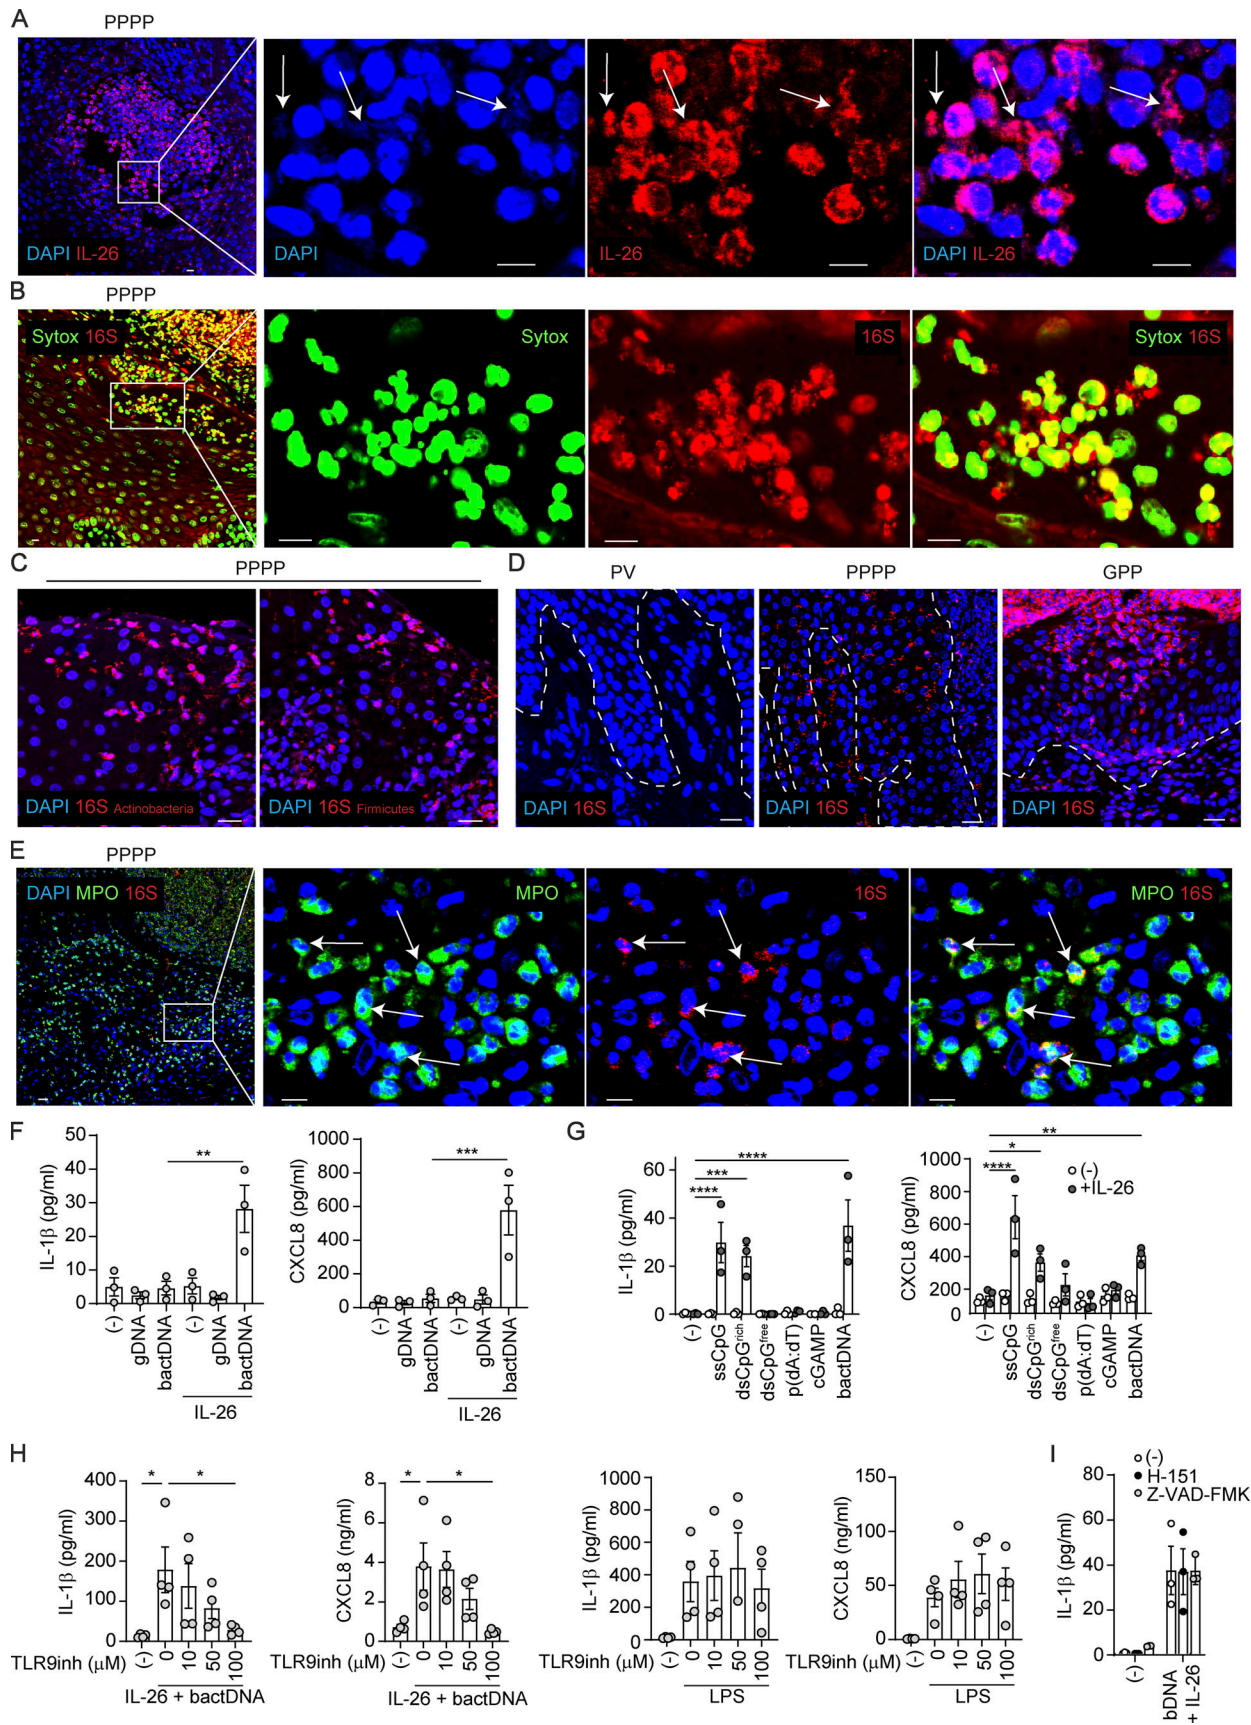 A
PPPP
DAPI IL-26
DAPI
IL-26
DAPI IL-26
B
PPPP
Sytox 16S
Sytox
16S
Sytox 16S
C
PPPP
DAPI 16S Actinobacteria
DAPI 16S Firmicutes
D
PV
PPPP
GPP
DAPI 16S
DAPI 16S
DAPI 16S
E
PPPP
DAPI MPO 16S
MPO
16S
MPO 16S
F
IL-1β (pg/ml)
50
40
30
20
10
0
**
(-)
gDNA
bactDNA
(-)
gDNA
bactDNA
IL-26
CXCL8 (pg/ml)
1000
800
600
400
200
0
***
(-)
gDNA
bactDNA
(-)
gDNA
bactDNA
IL-26
G
IL-1β (pg/ml)
60
40
20
0
****
***
****
(-)
ssCpG
dsCpGrich
dsCpGfree
p(dA:dT)
cGAMP
bactDNA
CXCL8 (pg/ml)
1000
800
600
400
200
0
**
*
****
(-)
+IL-26
(-)
ssCpG
dsCpGrich
dsCpGfree
p(dA:dT)
cGAMP
bactDNA
H
IL-1β (pg/ml)
400
300
200
100
0
*
*
TLR9inh (μM)
(-)
0
10
50
100
IL-26 + bactDNA
CXCL8 (ng/ml)
8
6
4
2
0
*
*
TLR9inh (μM)
(-)
0
10
50
100
IL-26 + bactDNA
IL-1β (pg/ml)
1000
800
600
400
200
0
TLR9inh (μM)
(-)
0
10
50
100
LPS
CXCL8 (ng/ml)
150
100
50
0
TLR9inh (μM)
(-)
0
10
50
100
LPS
I
(-)
H-151
Z-VAD-FMK
IL-1β (pg/ml)
80
60
40
20
0
(-)
bDNA
+ IL-26